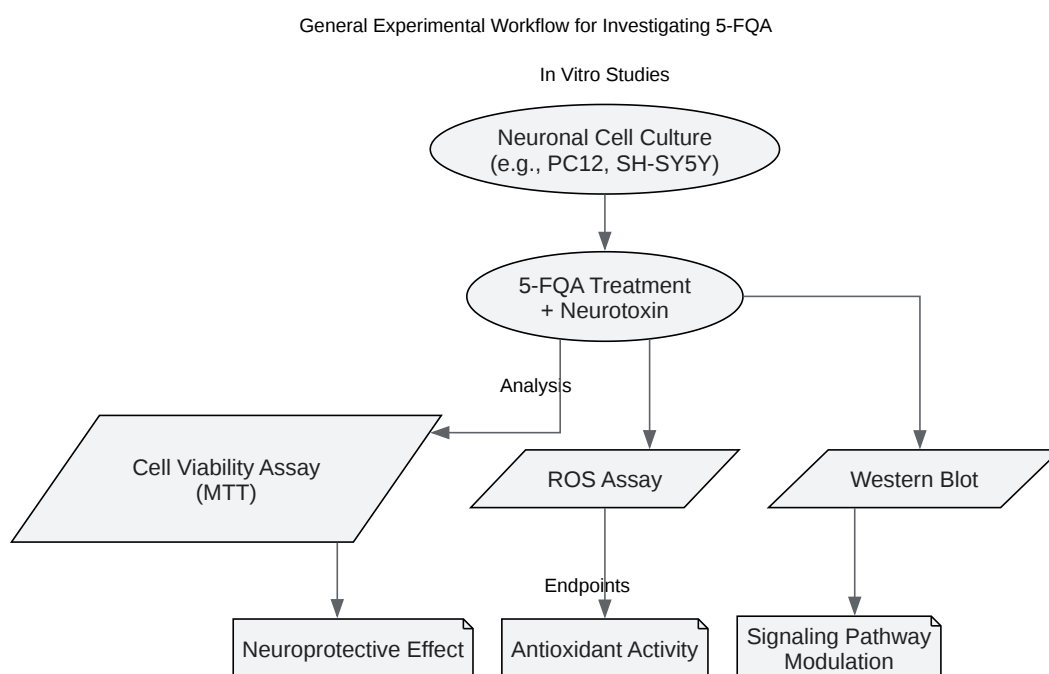 General Experimental Workflow for Investigating 5-FQA
In Vitro Studies
Neuronal Cell Culture
(e.g., PC12, SH-SY5Y)
5-FQA Treatment
+ Neurotoxin
Analysis
Cell Viability Assay
(MTT)
ROS Assay
Western Blot
Endpoints
Neuroprotective Effect
Antioxidant Activity
Signaling Pathway
Modulation